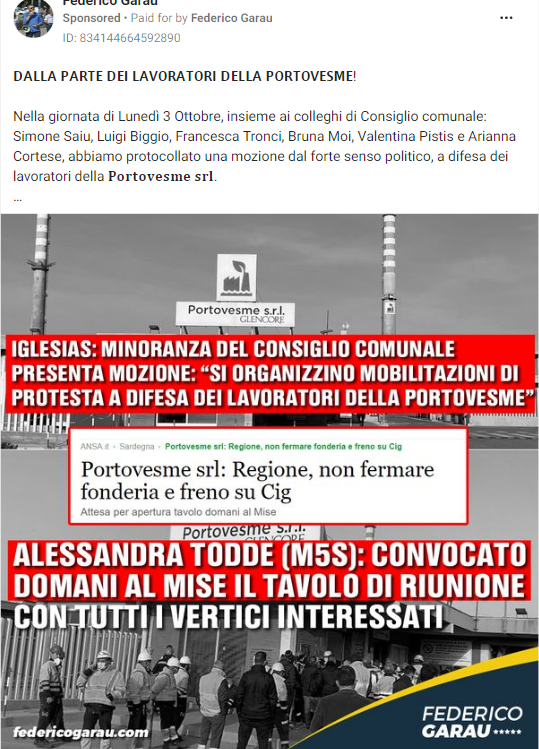 Federico Garau
Sponsored • Paid for by Federico Garau
ID: 834144664592890
DALLA PARTE DEI LAVORATORI DELLA PORTOVESME!
Nella giornata di Lunedì 3 Ottobre, insieme ai colleghi di Consiglio comunale:
Simone Saiu, Luigi Biggio, Francesca Tronci, Bruna Moi, Valentina Pistis e Arianna
Cortese, abbiamo protocollato una mozione dal forte senso politico, a difesa dei
lavoratori della Portovesme srl.
...
Portovesme s.r.l.
GLENCORE
IGLESIAS: MINORANZA DEL CONSIGLIO COMUNALE
PRESENTA MOZIONE: “SI ORGANIZZINO MOBILITAZIONI DI
PROTESTA A DIFESA DEI LAVORATORI DELLA PORTOVESME”
ANSA.it › Sardegna › Portovesme srl: Regione, non fermare fonderia e freno su Cig
Portovesme srl: Regione, non fermare
fonderia e freno su Cig
Attesa per apertura tavolo domani al Mise
Portovesme s.r.l.
GLENCORE
ALESSANDRA TODDE (M5S): CONVOCATO
DOMANI AL MISE IL TAVOLO DI RIUNIONE
CON TUTTI I VERTICI INTERESSATI
federicogarau.com
FEDERICO
GARAU